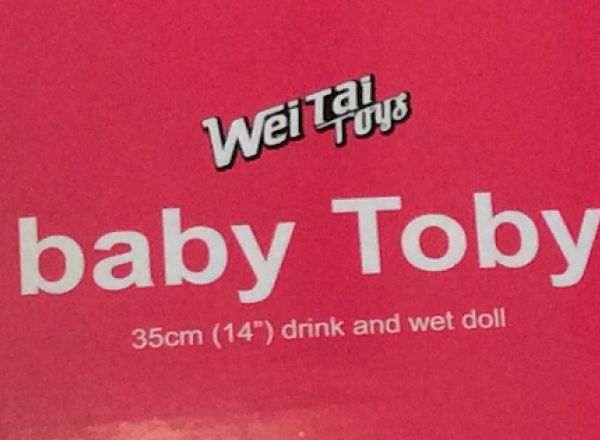 Wei Tai
Toys
baby Toby
35cm (14”) drink and wet doll